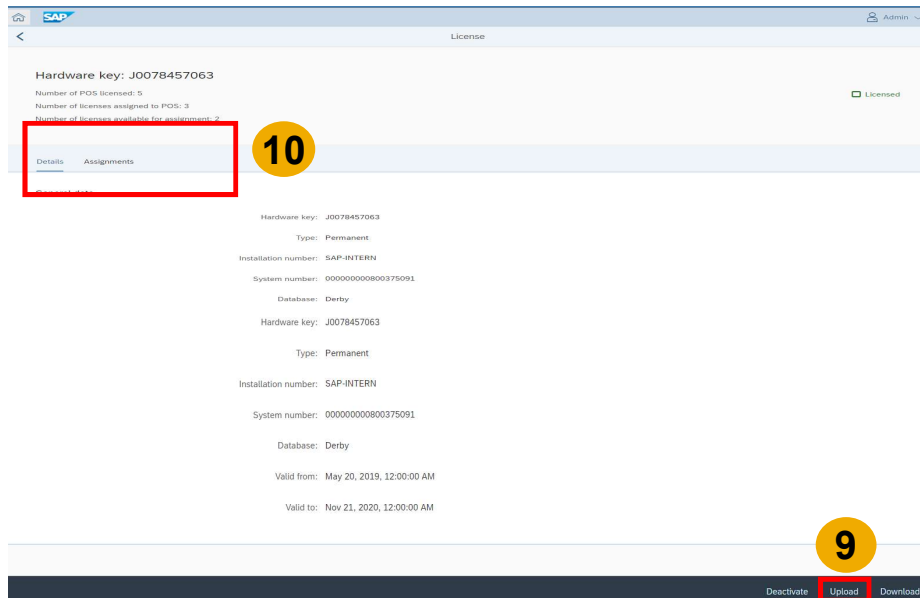 SAP
Admin
License
Hardware key: J0078457063
Number of POS licensed: 5
Licensed
Number of licenses assigned to POS: 3
Number of licenses available for assignment: 2
10
Details Assignments
General data
Hardware key: J0078457063
Type: Permanent
Installation number: SAP-INTERN
System number: 000000000800375091
Database: Derby
Hardware key: J0078457063
Type: Permanent
Installation number: SAP-INTERN
System number: 000000000800375091
Database: Derby
Valid from: May 20, 2019, 12:00:00 AM
Valid to: Nov 21, 2020, 12:00:00 AM
9
Deactivate Upload Download